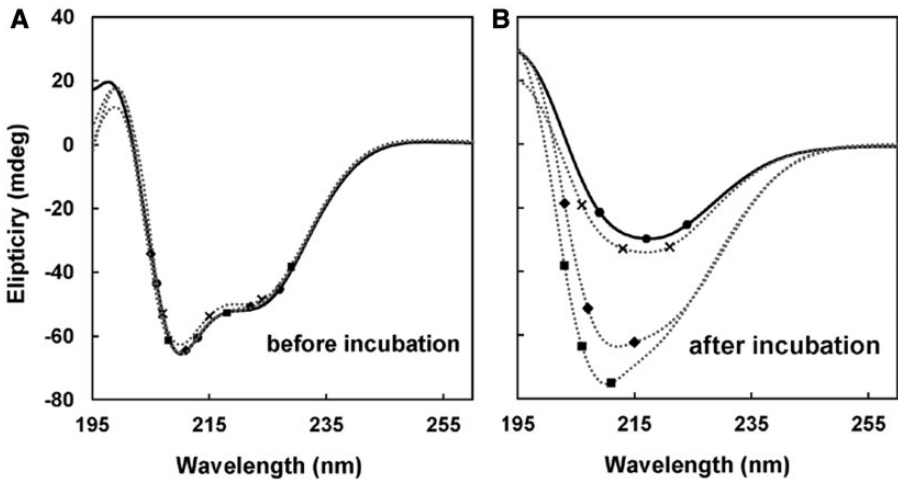 A
B
40
20
0
-20
-40
-60
-80
Elipticiry (mdeg)
before incubation
after incubation
195
215
235
255
195
215
235
255
Wavelength (nm)
Wavelength (nm)